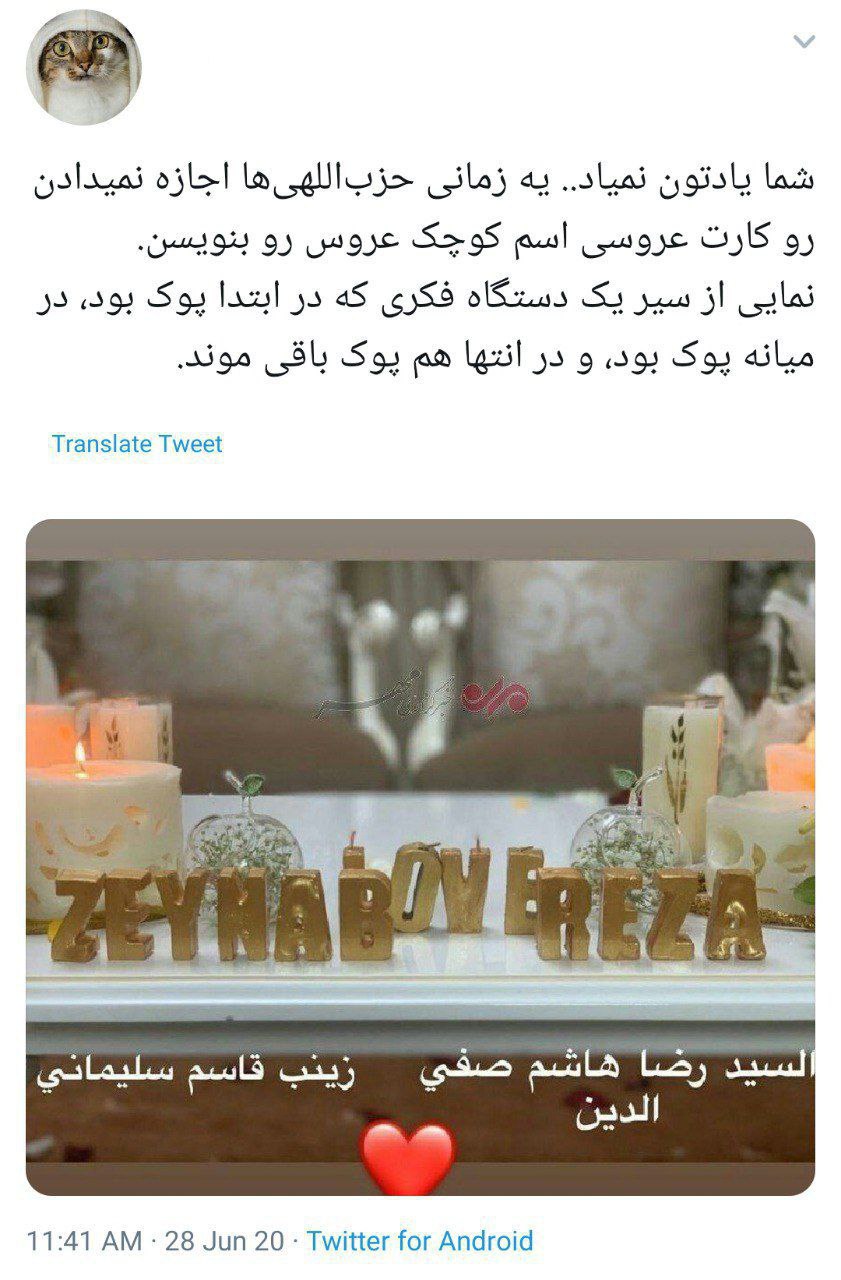 شما یادتون نمیاد.. یه زمانی حزب‌اللهی‌ها اجازه نمیدادن
رو کارت عروسی اسم کوچک عروس رو بنویسن.
نمایی از سیر یک دستگاه فکری که در ابتدا پوک بود، در
میانه پوک بود، و در انتها هم پوک باقی موند.
Translate Tweet
خبرگزاری مهر
LOVE
ZEYNAB REZA
السيد رضا هاشم صفي
الدين
زينب قاسم سليماني
11:41 AM · 28 Jun 20 · Twitter for Android